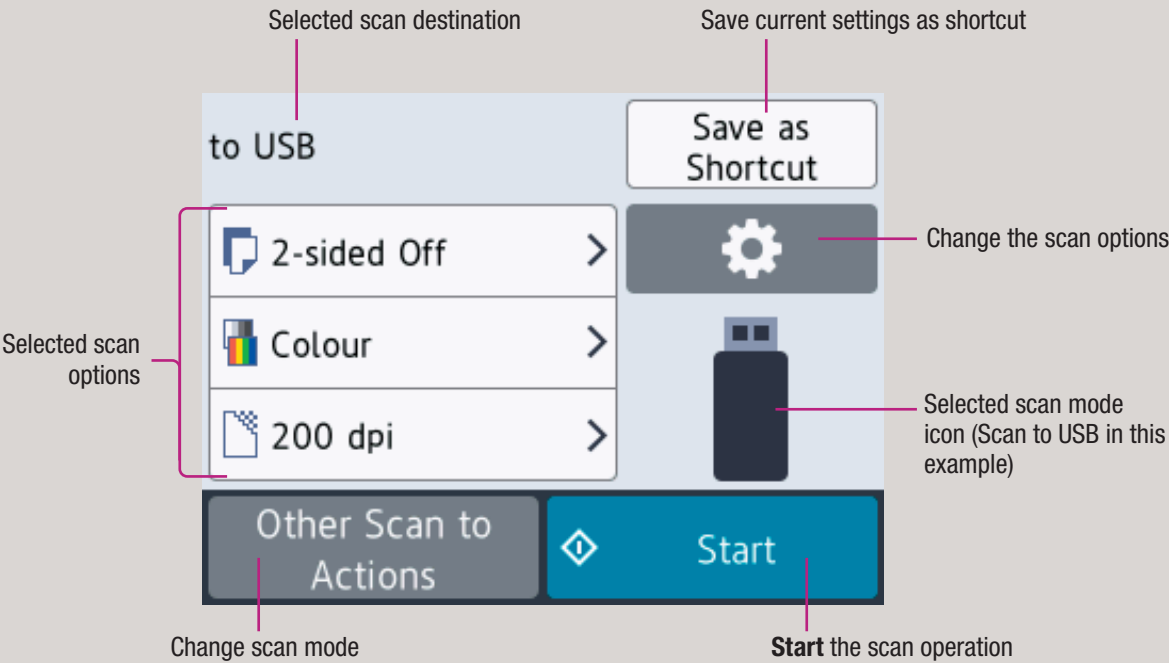 Selected scan destination
Save current settings as shortcut
to USB
Save as
Shortcut
2-sided Off
Change the scan options
Colour
Selected scan
options
200 dpi
Selected scan mode
icon (Scan to USB in this
example)
Other Scan to
Actions
Start
Change scan mode
Start the scan operation